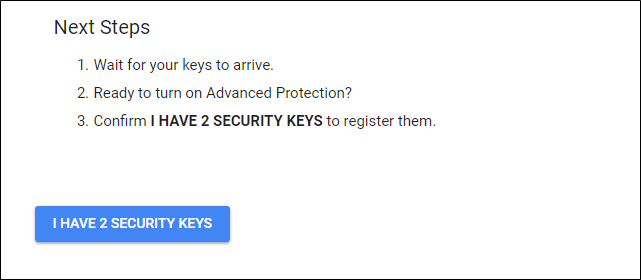 Next Steps
1. Wait for your keys to arrive.
2. Ready to turn on Advanced Protection?
3. Confirm I HAVE 2 SECURITY KEYS to register them.
I HAVE 2 SECURITY KEYS